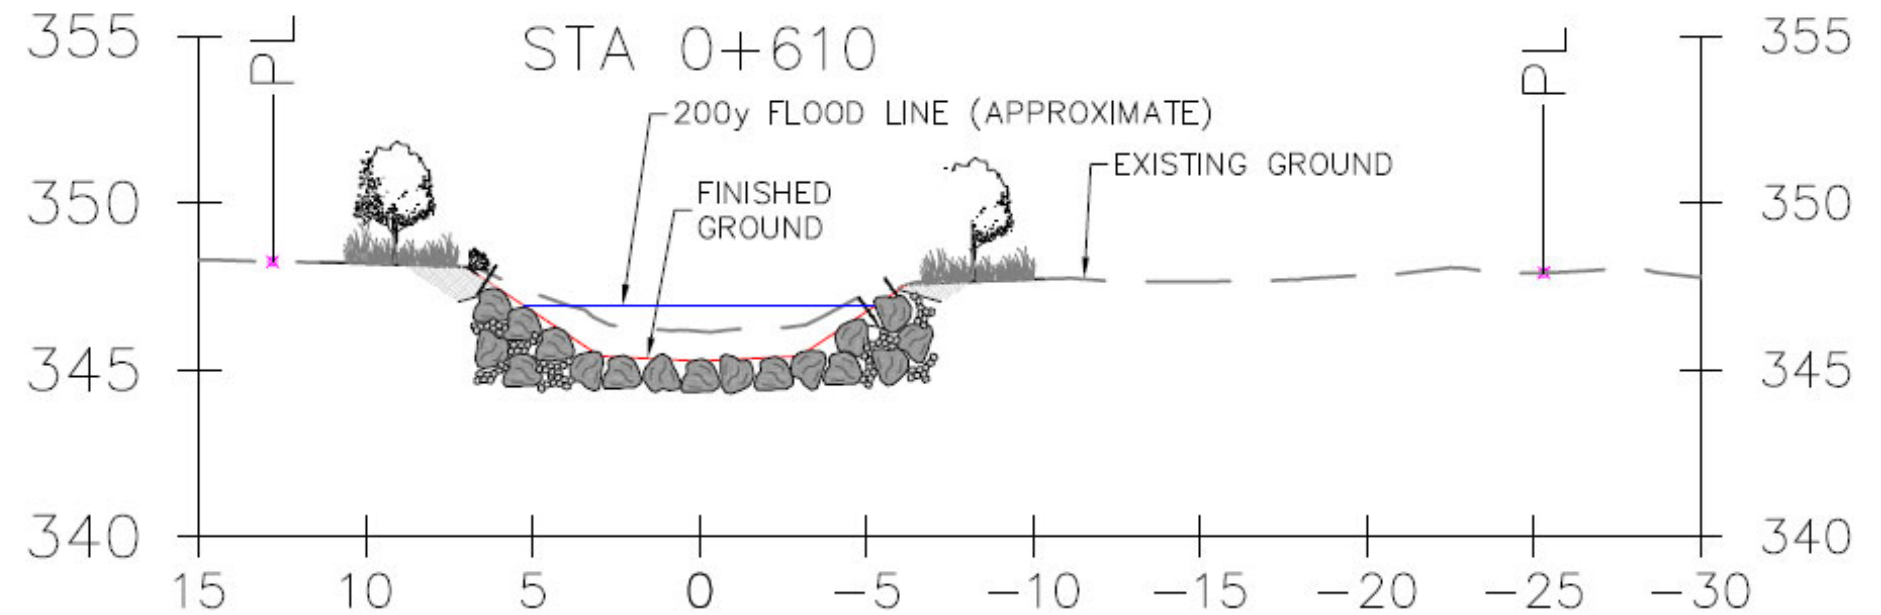 355
PL
STA 0+610
PL
355
200y FLOOD LINE (APPROXIMATE)
EXISTING GROUND
350
FINISHED
GROUND
350
345
345
340
340
15 10 5 0 -5 -10 -15 -20 -25 -30